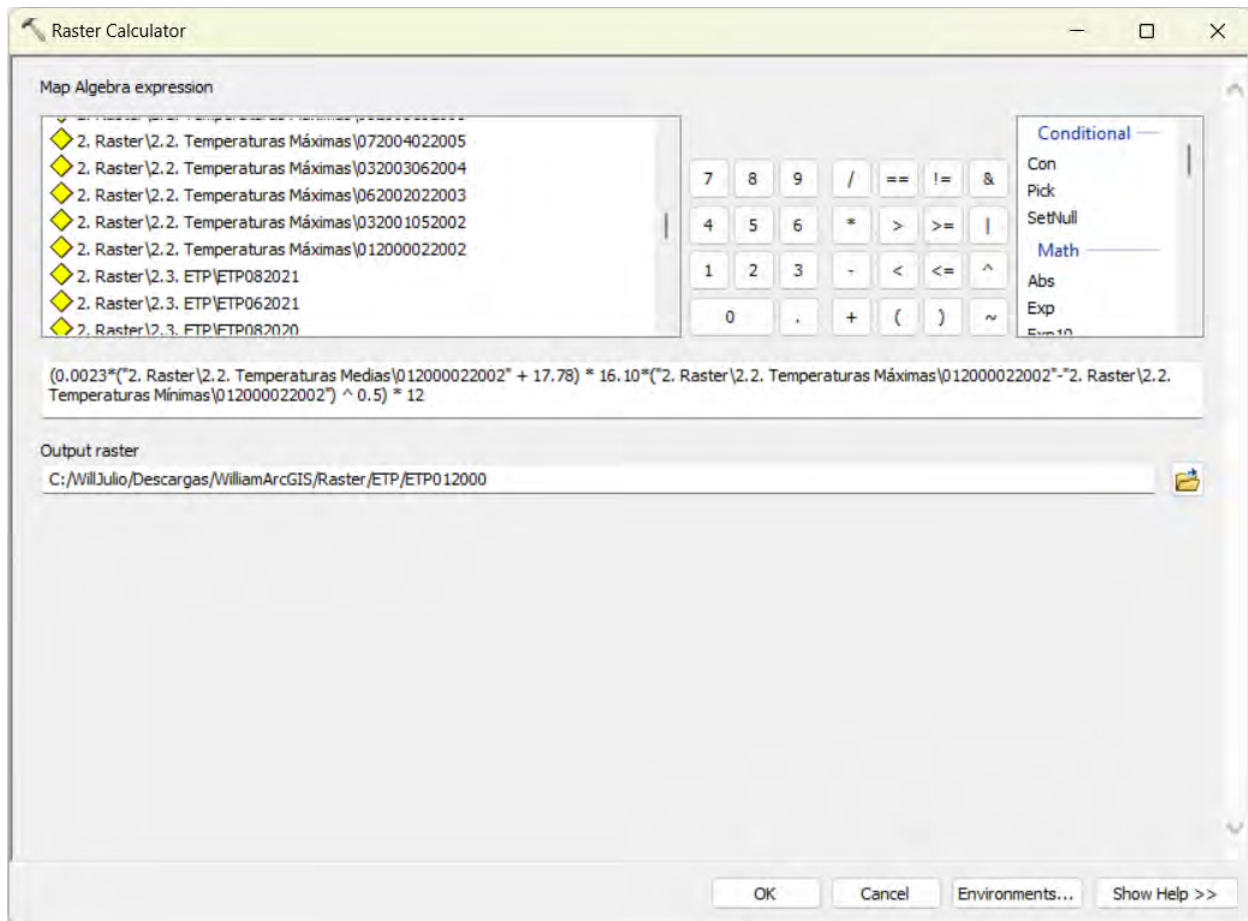 Raster Calculator
Map Algebra expression
2. Raster\2.2. Temperaturas Máximas\072004022005
2. Raster\2.2. Temperaturas Máximas\032003062004
2. Raster\2.2. Temperaturas Máximas\062002022003
2. Raster\2.2. Temperaturas Máximas\032001052002
2. Raster\2.2. Temperaturas Máximas\012000022002
2. Raster\2.3. ETP\ETP082021
2. Raster\2.3. ETP\ETP062021
2. Raster\2.3. ETP\ETP082020
7 8 9 / == != &
4 5 6 * > >= |
1 2 3 - < <= ^
0 . + ( ) ~
Conditional
Con
Pick
SetNull
Math
Abs
Exp
Exp10
(0.0023*("2. Raster\2.2. Temperaturas Medias\012000022002" + 17.78) * 16.10*("2. Raster\2.2. Temperaturas Máximas\012000022002"-"2. Raster\2.2.
Temperaturas Mínimas\012000022002") ^ 0.5) * 12
Output raster
C:/WillJulio/Descargas/WilliamArcGIS/Raster/ETP/ETP012000
OK Cancel Environments... Show Help >>